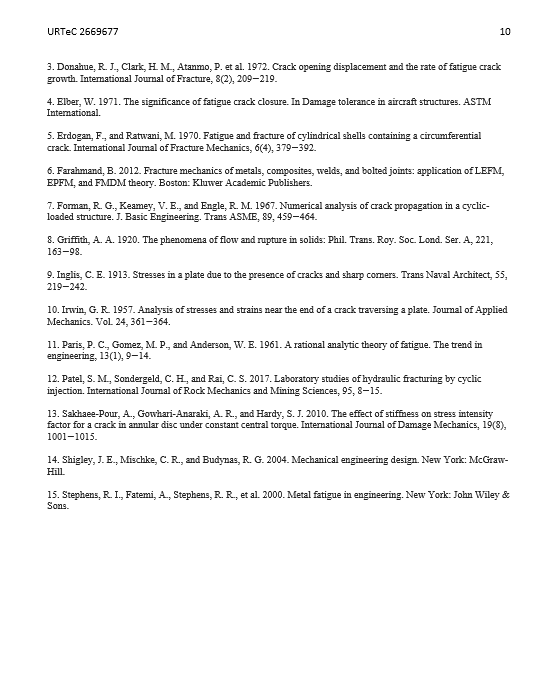 URTeC 2669677 10
3. Donahue, R. J., Clark, H. M., Atanmo, P. et al. 1972. Crack opening displacement and the rate of fatigue crack
growth. International Journal of Fracture, 8(2), 209−219.
4. Elber, W. 1971. The significance of fatigue crack closure. In Damage tolerance in aircraft structures. ASTM
International.
5. Erdogan, F., and Ratwani, M. 1970. Fatigue and fracture of cylindrical shells containing a circumferential
crack. International Journal of Fracture Mechanics, 6(4), 379−392.
6. Farahmand, B. 2012. Fracture mechanics of metals, composites, welds, and bolted joints: application of LEFM,
EPFM, and FMDM theory. Boston: Kluwer Academic Publishers.
7. Forman, R. G., Keamey, V. E., and Engle, R. M. 1967. Numerical analysis of crack propagation in a cyclic-
loaded structure. J. Basic Engineering. Trans ASME, 89, 459−464.
8. Griffith, A. A. 1920. The phenomena of flow and rupture in solids: Phil. Trans. Roy. Soc. Lond. Ser. A, 221,
163−98.
9. Inglis, C. E. 1913. Stresses in a plate due to the presence of cracks and sharp corners. Trans Naval Architect, 55,
219−242.
10. Irwin, G. R. 1957. Analysis of stresses and strains near the end of a crack traversing a plate. Journal of Applied
Mechanics. Vol. 24, 361−364.
11. Paris, P. C., Gomez, M. P., and Anderson, W. E. 1961. A rational analytic theory of fatigue. The trend in
engineering, 13(1), 9−14.
12. Patel, S. M., Sondergeld, C. H., and Rai, C. S. 2017. Laboratory studies of hydraulic fracturing by cyclic
injection. International Journal of Rock Mechanics and Mining Sciences, 95, 8−15.
13. Sakhaee-Pour, A., Gowhari-Anaraki, A. R., and Hardy, S. J. 2010. The effect of stiffness on stress intensity
factor for a crack in annular disc under constant central torque. International Journal of Damage Mechanics, 19(8),
1001−1015.
14. Shigley, J. E., Mischke, C. R., and Budynas, R. G. 2004. Mechanical engineering design. New York: McGraw-
Hill.
15. Stephens, R. I., Fatemi, A., Stephens, R. R., et al. 2000. Metal fatigue in engineering. New York: John Wiley &
Sons.